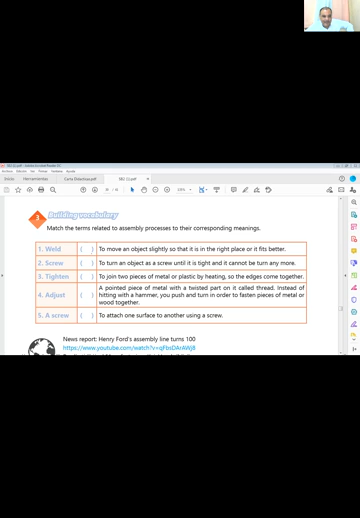 Inicio Herramientas Carta Didactica.pdf
3 Building vocabulary
Match the terms related to assembly processes to their corresponding meanings.
1. Weld ( ) To move an object slightly so that it is in the right place or it fits better.
2. Screw ( ) To turn an object as a screw until it is tight and it cannot be turn any more.
3. Tighten ( ) To join two pieces of metal or plastic by heating, so the edges come together.
4. Adjust ( ) A pointed piece of metal with a twisted part on it called thread. Instead of
hitting with a hammer, you push and turn in order to fasten pieces of metal or
wood together.
5. A screw ( ) To attach one surface to another using a screw.
News report: Henry Ford's assembly line turns 100